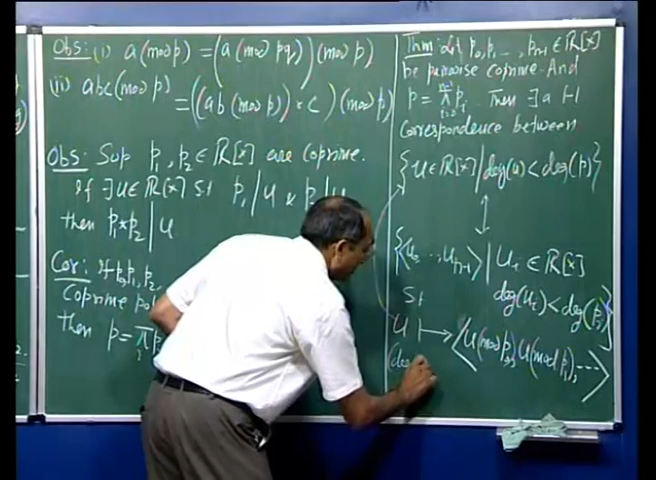 Obs: (i) a(mod p) = (a (mod pq)) (mod p)
(ii) abc(mod p)
= ((ab (mod p)) * c) (mod p)
Obs: Sup p₁, p₂ ∈ R[x] are coprime.
If ∃ u ∈ R[x] st p₁ | u &
then p₁ * p₂ | u
Cor: If p₀, p₁, p₂
Coprime
Then p =
Thm: Let p₀, p₁, ..., pₙ₋₁ ∈ R[x]
be pairwise coprime. And
p = π pᵢ. Then ∃ a 1-1
Correspondence between
{u ∈ R[x] | deg(u) < deg(p)}
↕
{<u₀ ..., uₙ₋₁> | uᵢ ∈ R[x]
st deg(uᵢ) < deg(pᵢ)}
u ↦ <u(mod p₀), u(mod p₁), ...>